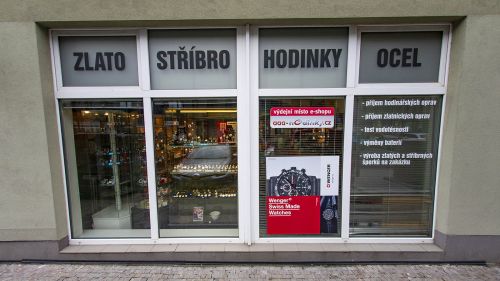 ZLATO
STŘÍBRO
HODINKY
OCEL
výdejní místo e-shopu
- příjem hodinářských oprav
- příjem zlatnických oprav
- test vodotěsnosti
- výměny baterií
- výroba zlatých a stříbrných
šperků na zakázku
WENGER
Wenger®
Swiss Made
Watches